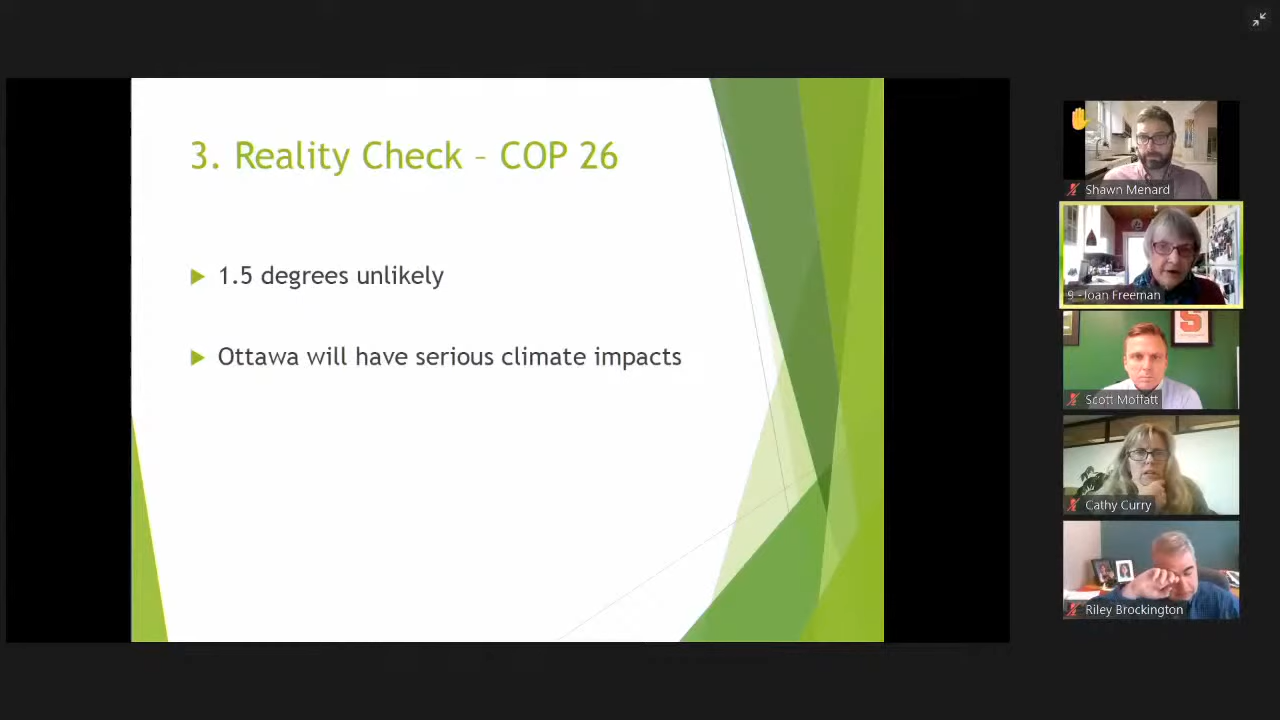 3. Reality Check – COP 26
1.5 degrees unlikely
Ottawa will have serious climate impacts
Shawn Menard
9 - Joan Freeman
S
Scott Moffatt
Cathy Curry
Riley Brockington